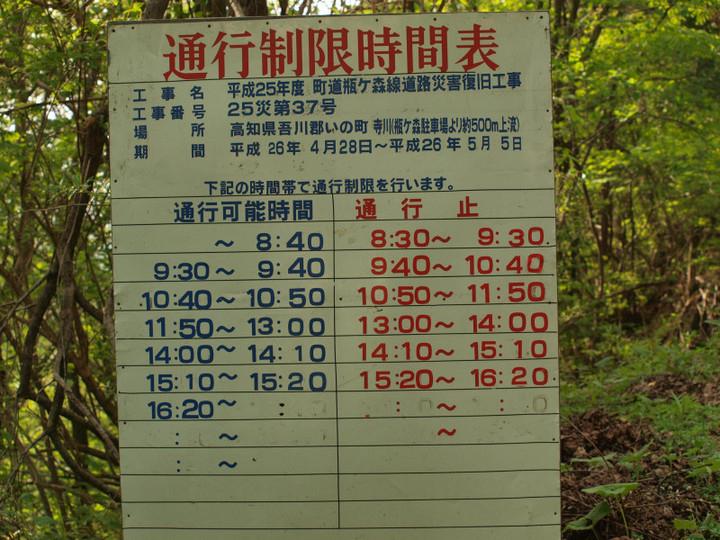 通行制限時間表
工事名 平成25年度 町道瓶ケ森線道路災害復旧工事
工事番号 25災第37号
場所 高知県吾川郡いの町 寺川(瓶ケ森駐車場より約500m上流)
期間 平成 26年 4月28日～平成26年 5月 5日
下記の時間帯で通行制限を行います。
通行可能時間 通行止
～ 8:40 8:30～ 9:30
9:30～ 9:40 9:40～ 10:40
10:40～ 10:50 10:50～ 11:50
11:50～ 13:00 13:00～ 14:00
14:00～ 14:10 14:10～ 15:10
15:10～ 15:20 15:20～ 16:20
16:20～ : : ～ : 0
: ～ ～
: ～